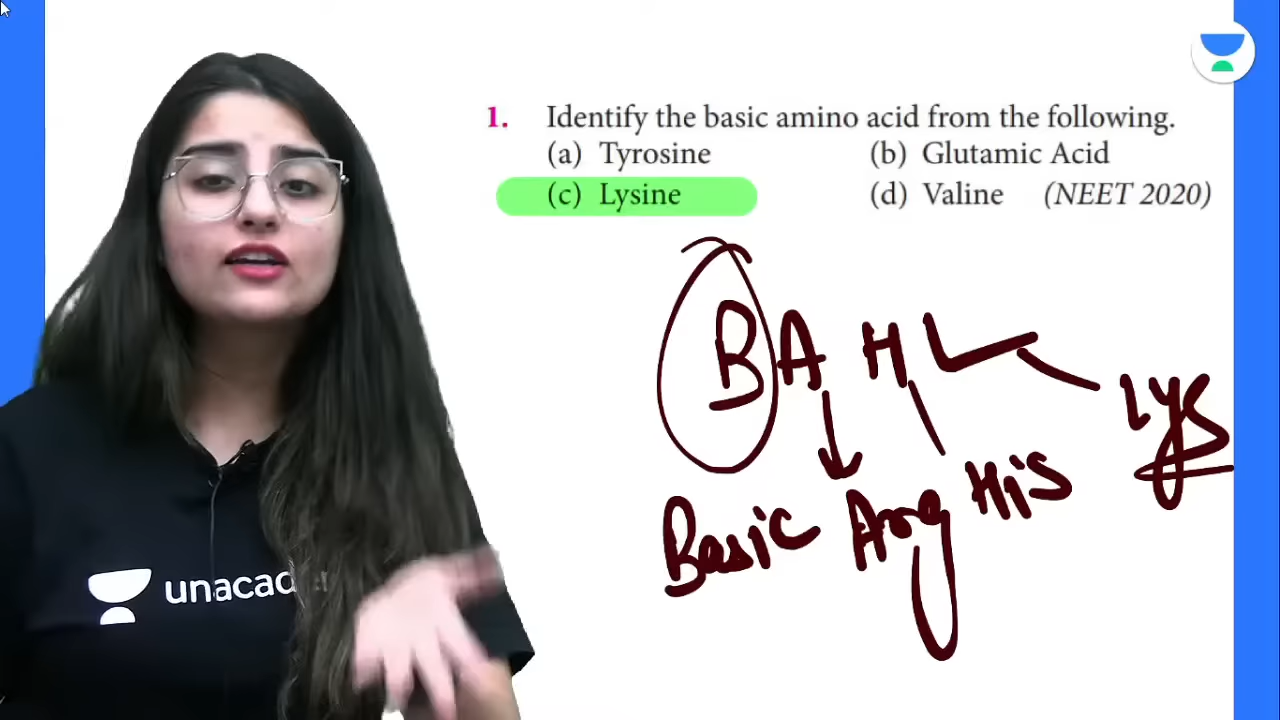 1. Identify the basic amino acid from the following.
(a) Tyrosine (b) Glutamic Acid
(c) Lysine (d) Valine (NEET 2020)
B A H L
Lys
Basic Arg His
unacad